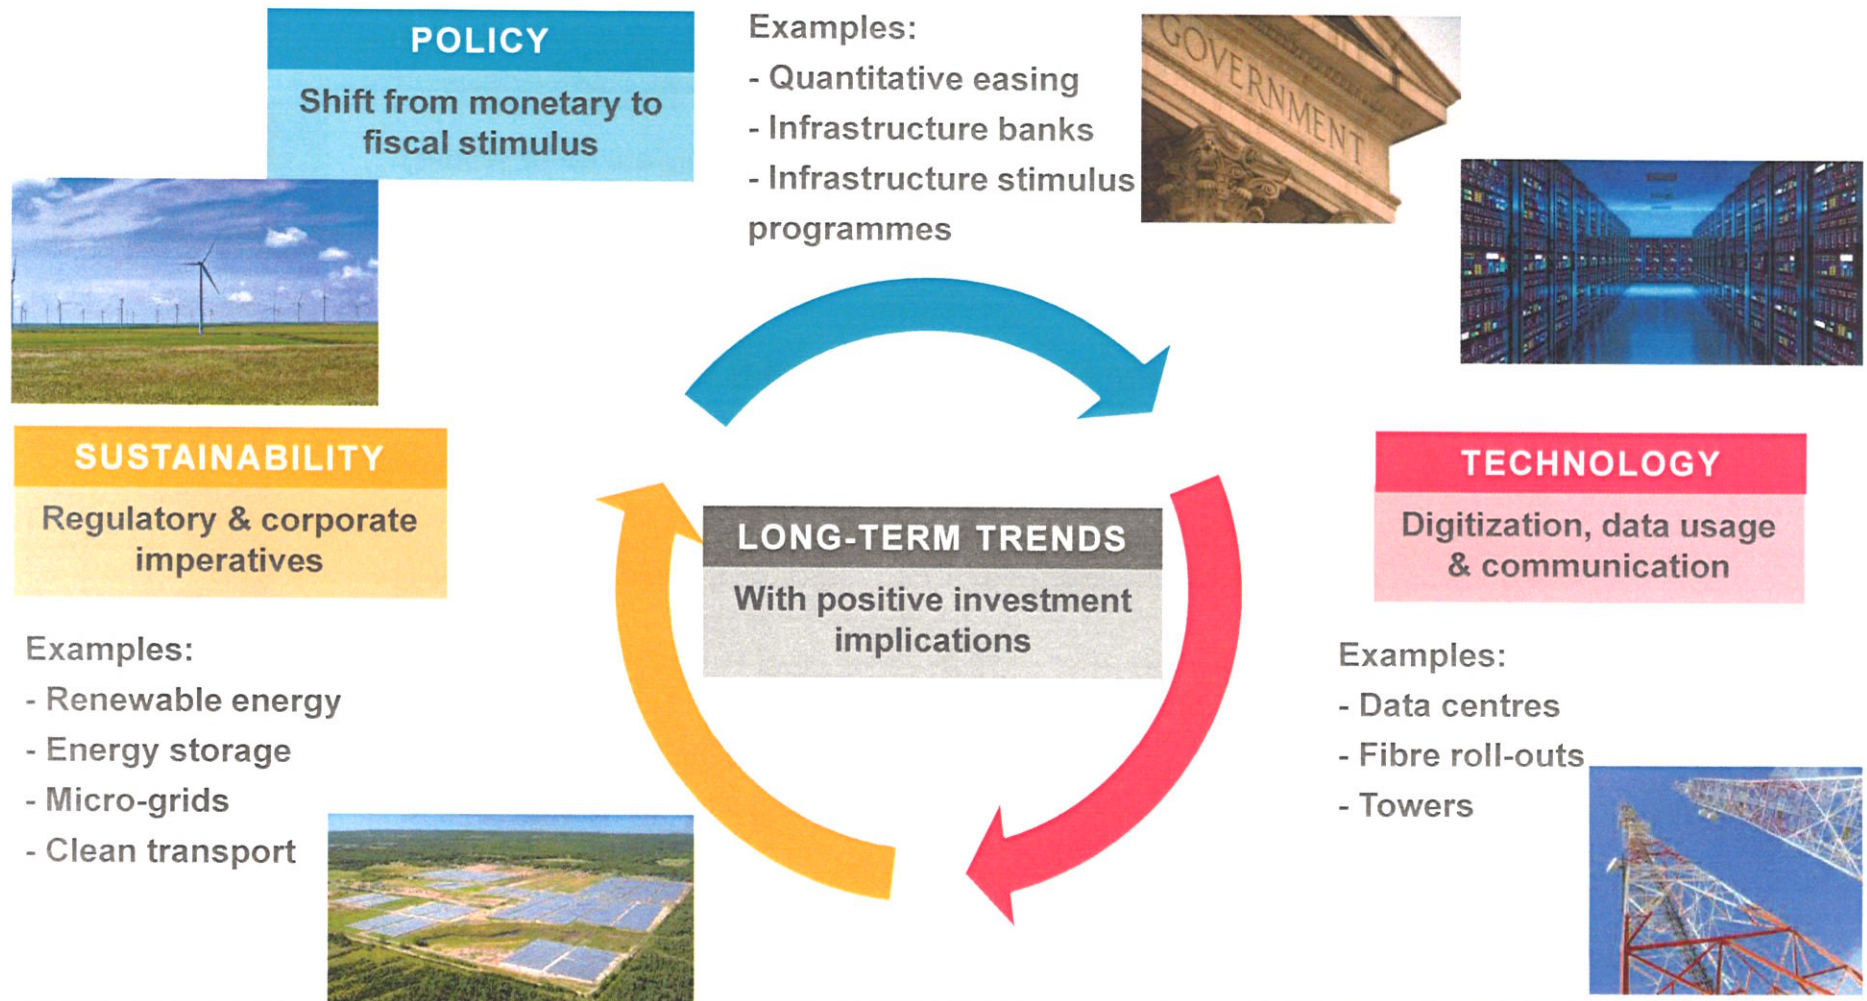 POLICY
Shift from monetary to
fiscal stimulus
Examples:
- Quantitative easing
- Infrastructure banks
- Infrastructure stimulus
programmes
GOVERNMENT
SUSTAINABILITY
Regulatory & corporate
imperatives
Examples:
- Renewable energy
- Energy storage
- Micro-grids
- Clean transport
LONG-TERM TRENDS
With positive investment
implications
TECHNOLOGY
Digitization, data usage
& communication
Examples:
- Data centres
- Fibre roll-outs
- Towers